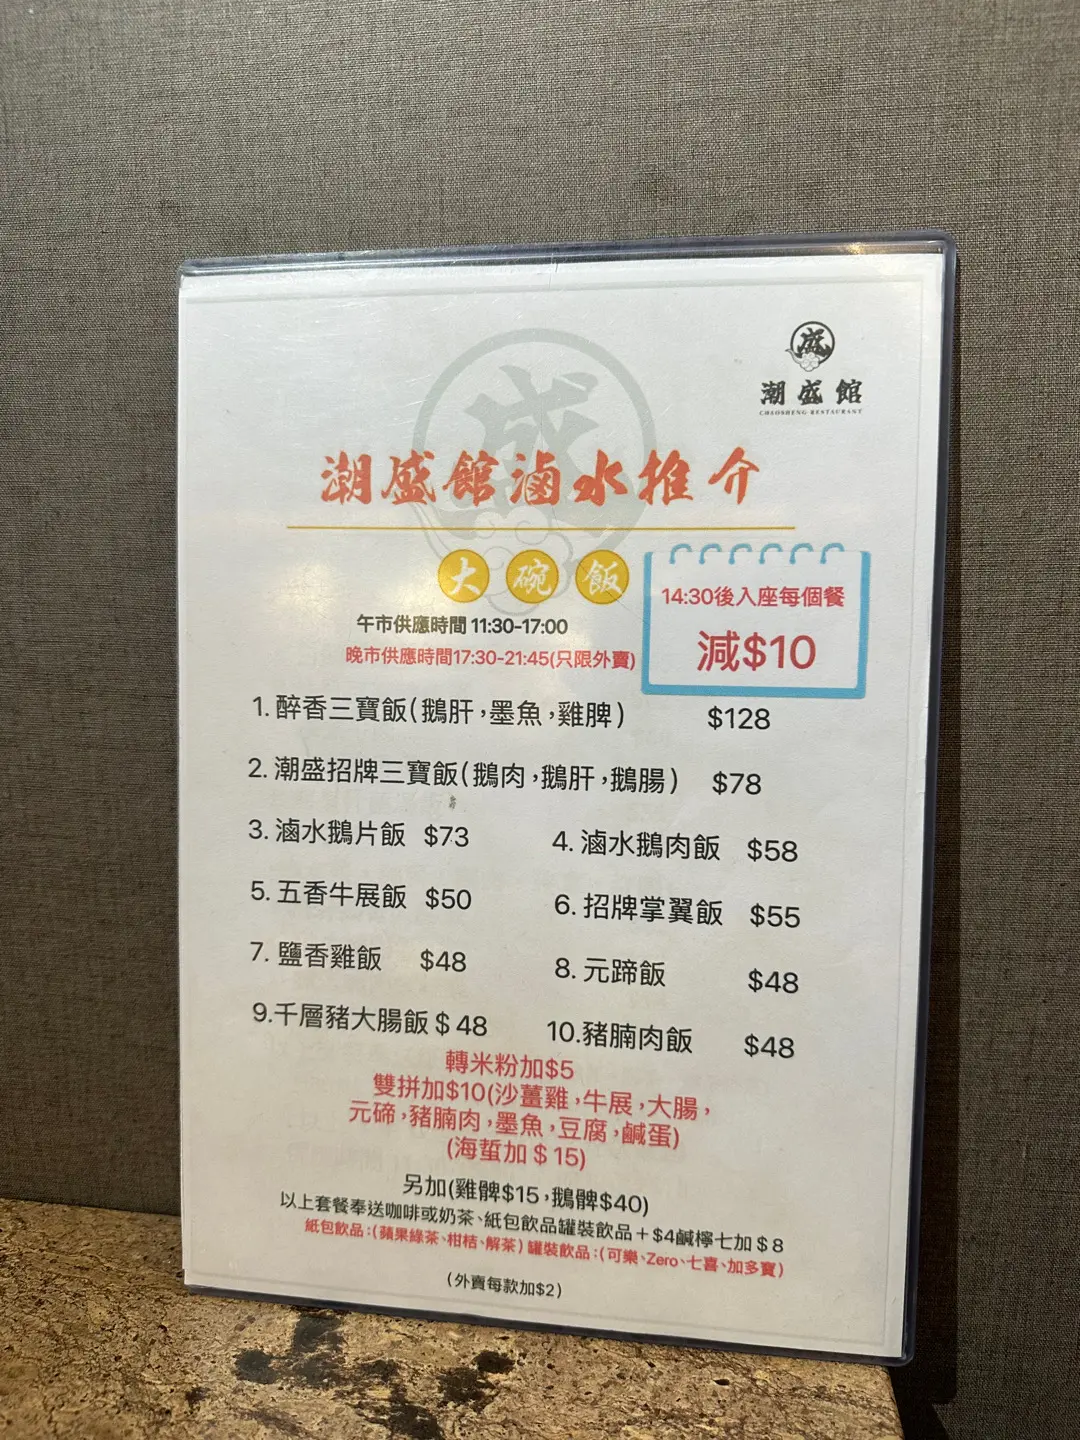 盛
潮盛館
CHAOSHENG RESTAURANT
潮盛館滷水推介
大碗飯
午市供應時間 11:30-17:00
晚市供應時間17:30-21:45(只限外賣)
14:30後入座每個餐
減$10
1. 醉香三寶飯(鵝肝,墨魚,雞脾) $128
2. 潮盛招牌三寶飯(鵝肉,鵝肝,鵝腸) $78
3. 滷水鵝片飯 $73 4. 滷水鵝肉飯 $58
5. 五香牛展飯 $50 6. 招牌掌翼飯 $55
7. 鹽香雞飯 $48 8. 元蹄飯 $48
9.千層豬大腸飯 $ 48 10.豬腩肉飯 $48
轉米粉加$5
雙拼加$10(沙薑雞,牛展,大腸,
元碲,豬腩肉,墨魚,豆腐,鹹蛋)
(海蜇加 $ 15)
另加(雞髀$15,鵝髀$40)
以上套餐奉送咖啡或奶茶、紙包飲品罐裝飲品＋$4鹹檸七加 $ 8
紙包飲品:(蘋果綠茶、柑桔、解茶) 罐裝飲品:(可樂、Zero、七喜、加多寶)
(外賣每款加$2)